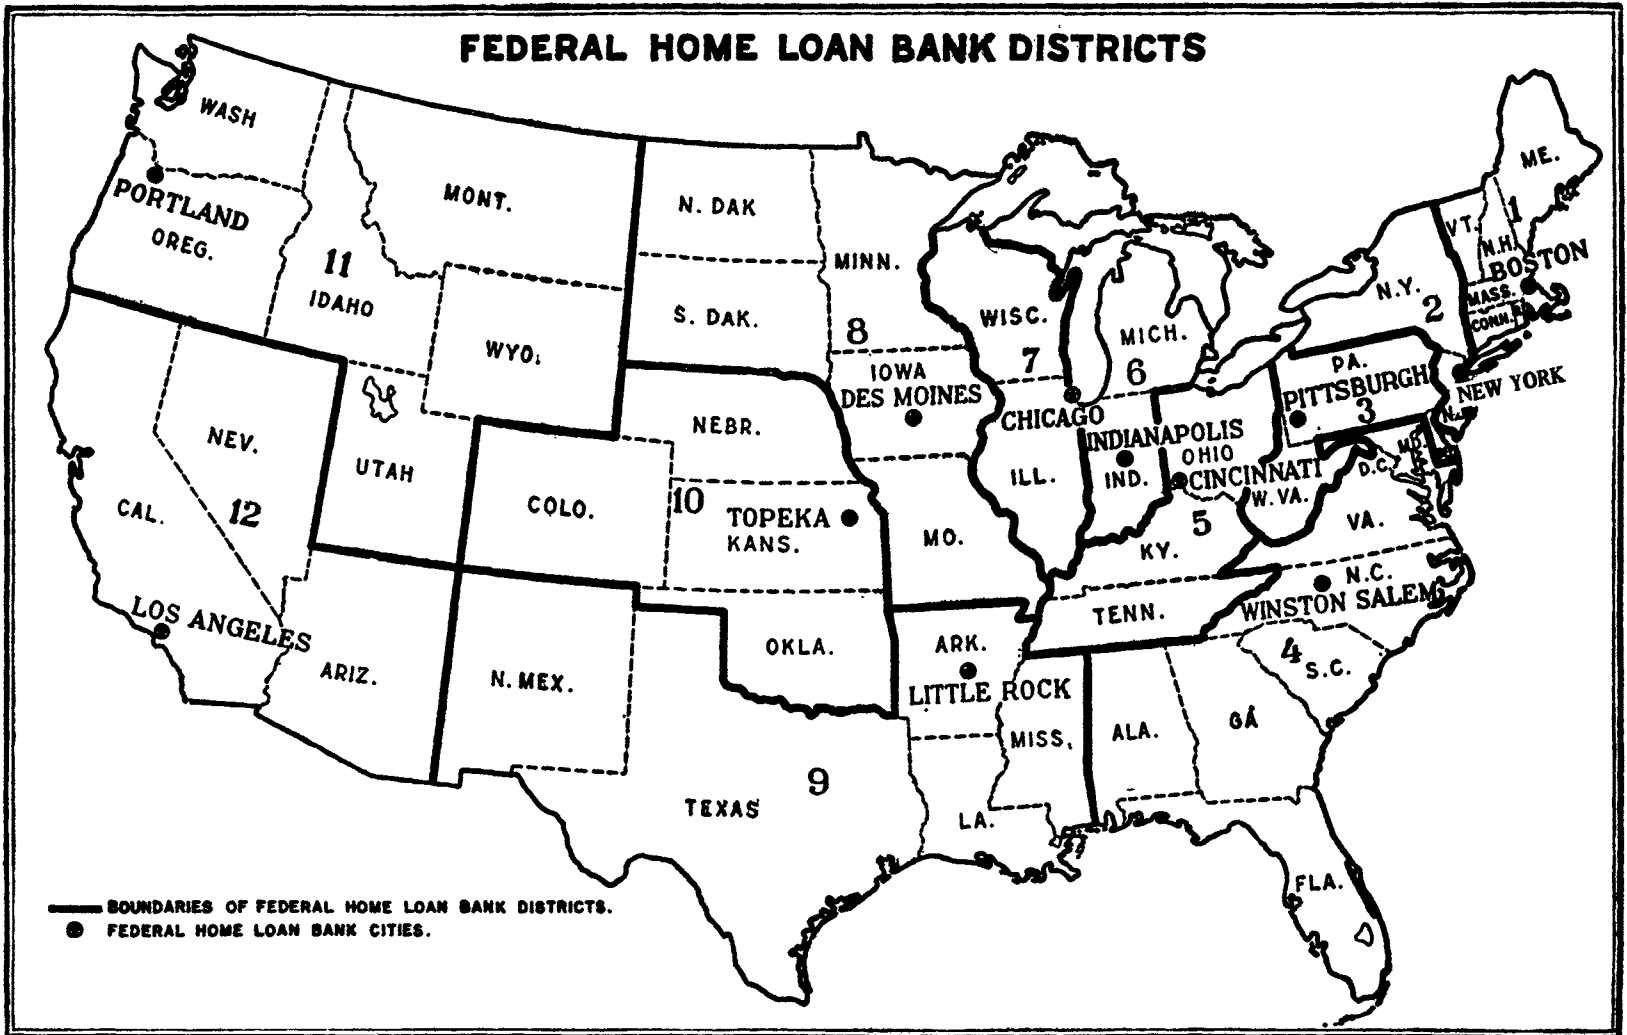 FEDERAL HOME LOAN BANK DISTRICTS
WASH
PORTLAND
OREG.
MONT.
11
IDAHO
WYO.
N. DAK
S. DAK.
MINN.
8
IOWA
DES MOINES
WISC.
7
MICH.
6
CHICAGO
ILL.
INDIANAPOLIS
IND.
OHIO
CINCINNATI
W. VA.
5
KY.
TENN.
ME.
1
VT.
N.H.
BOSTON
MASS.
CONN.
N.Y.
2
NEW YORK
PA.
PITTSBURGH
3
N.J.
MD.
D.C.
VA.
N.C.
WINSTON SALEM
4
S.C.
GA
ALA.
FLA.
NEV.
UTAH
CAL.
12
LOS ANGELES
ARIZ.
COLO.
NEBR.
10
TOPEKA
KANS.
MO.
OKLA.
ARK.
LITTLE ROCK
MISS.
LA.
N. MEX.
TEXAS
9
BOUNDARIES OF FEDERAL HOME LOAN BANK DISTRICTS.
FEDERAL HOME LOAN BANK CITIES.